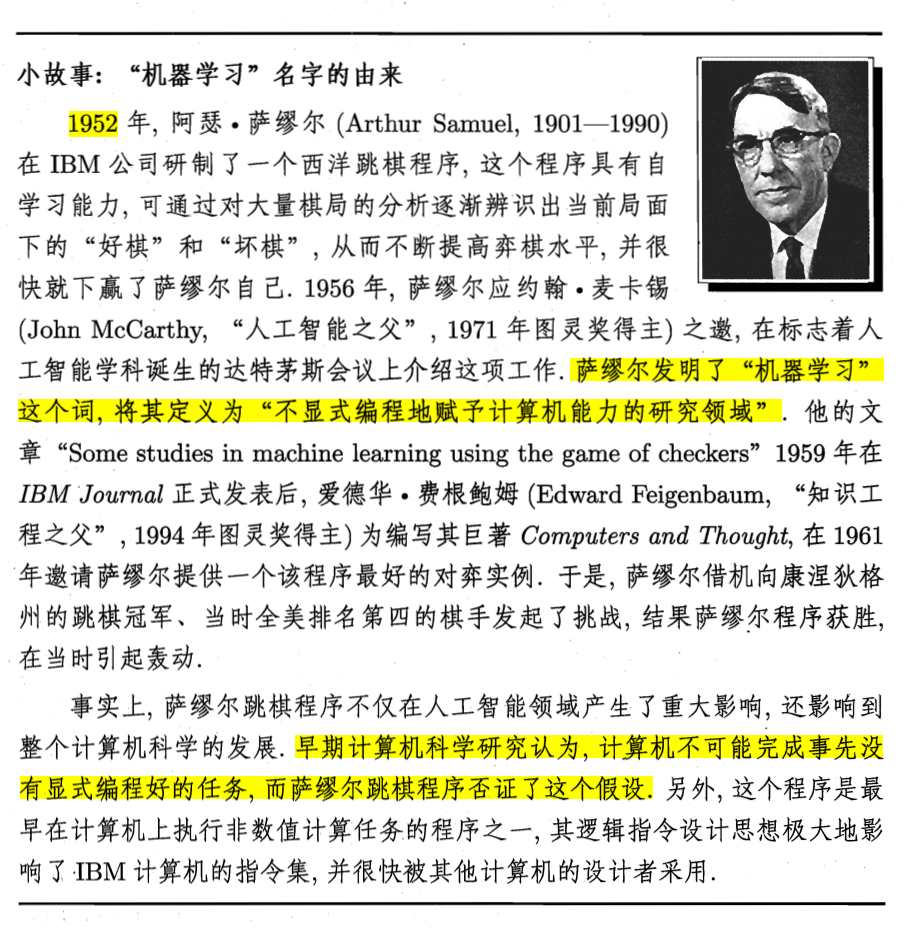 小故事: “机器学习”名字的由来
1952 年, 阿瑟·萨缪尔 (Arthur Samuel, 1901—1990)
在 IBM 公司研制了一个西洋跳棋程序, 这个程序具有自
学习能力, 可通过对大量棋局的分析逐渐辨识出当前局面
下的“好棋”和“坏棋”, 从而不断提高弈棋水平, 并很
快就下赢了萨缪尔自己. 1956 年, 萨缪尔应约翰·麦卡锡
(John McCarthy, “人工智能之父”, 1971 年图灵奖得主) 之邀, 在标志着人
工智能学科诞生的达特茅斯会议上介绍这项工作. 萨缪尔发明了“机器学习”
这个词, 将其定义为“不显式编程地赋予计算机能力的研究领域”. 他的文
章“Some studies in machine learning using the game of checkers” 1959 年在
IBM Journal 正式发表后, 爱德华·费根鲍姆 (Edward Feigenbaum, “知识工
程之父”, 1994 年图灵奖得主) 为编写其巨著 Computers and Thought, 在 1961
年邀请萨缪尔提供一个该程序最好的对弈实例. 于是, 萨缪尔借机向康涅狄格
州的跳棋冠军、当时全美排名第四的棋手发起了挑战, 结果萨缪尔程序获胜,
在当时引起轰动.
事实上, 萨缪尔跳棋程序不仅在人工智能领域产生了重大影响, 还影响到
整个计算机科学的发展. 早期计算机科学研究认为, 计算机不可能完成事先没
有显式编程好的任务, 而萨缪尔跳棋程序否证了这个假设. 另外, 这个程序是最
早在计算机上执行非数值计算任务的程序之一, 其逻辑指令设计思想极大地影
响了 IBM 计算机的指令集, 并很快被其他计算机的设计者采用.